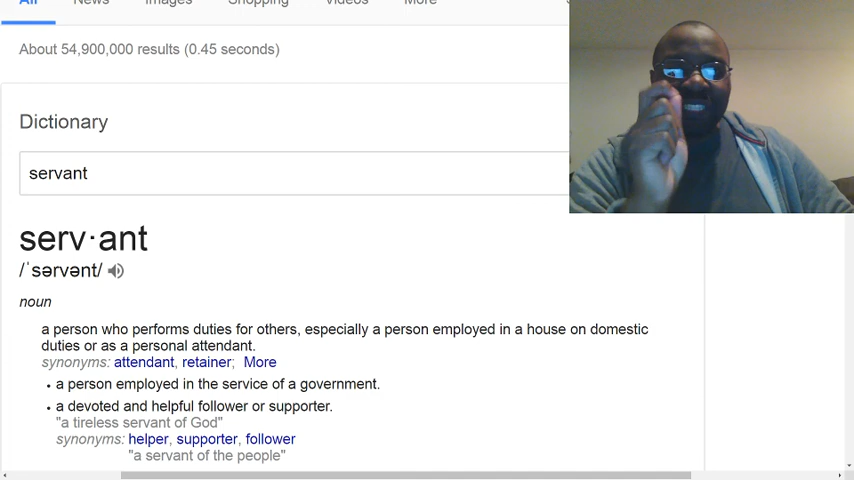 All News Images Shopping Videos More
About 54,900,000 results (0.45 seconds)
Dictionary
servant
serv·ant
/ˈsərvənt/
noun
a person who performs duties for others, especially a person employed in a house on domestic
duties or as a personal attendant.
synonyms: attendant, retainer; More
• a person employed in the service of a government.
• a devoted and helpful follower or supporter.
"a tireless servant of God"
synonyms: helper, supporter, follower
"a servant of the people"